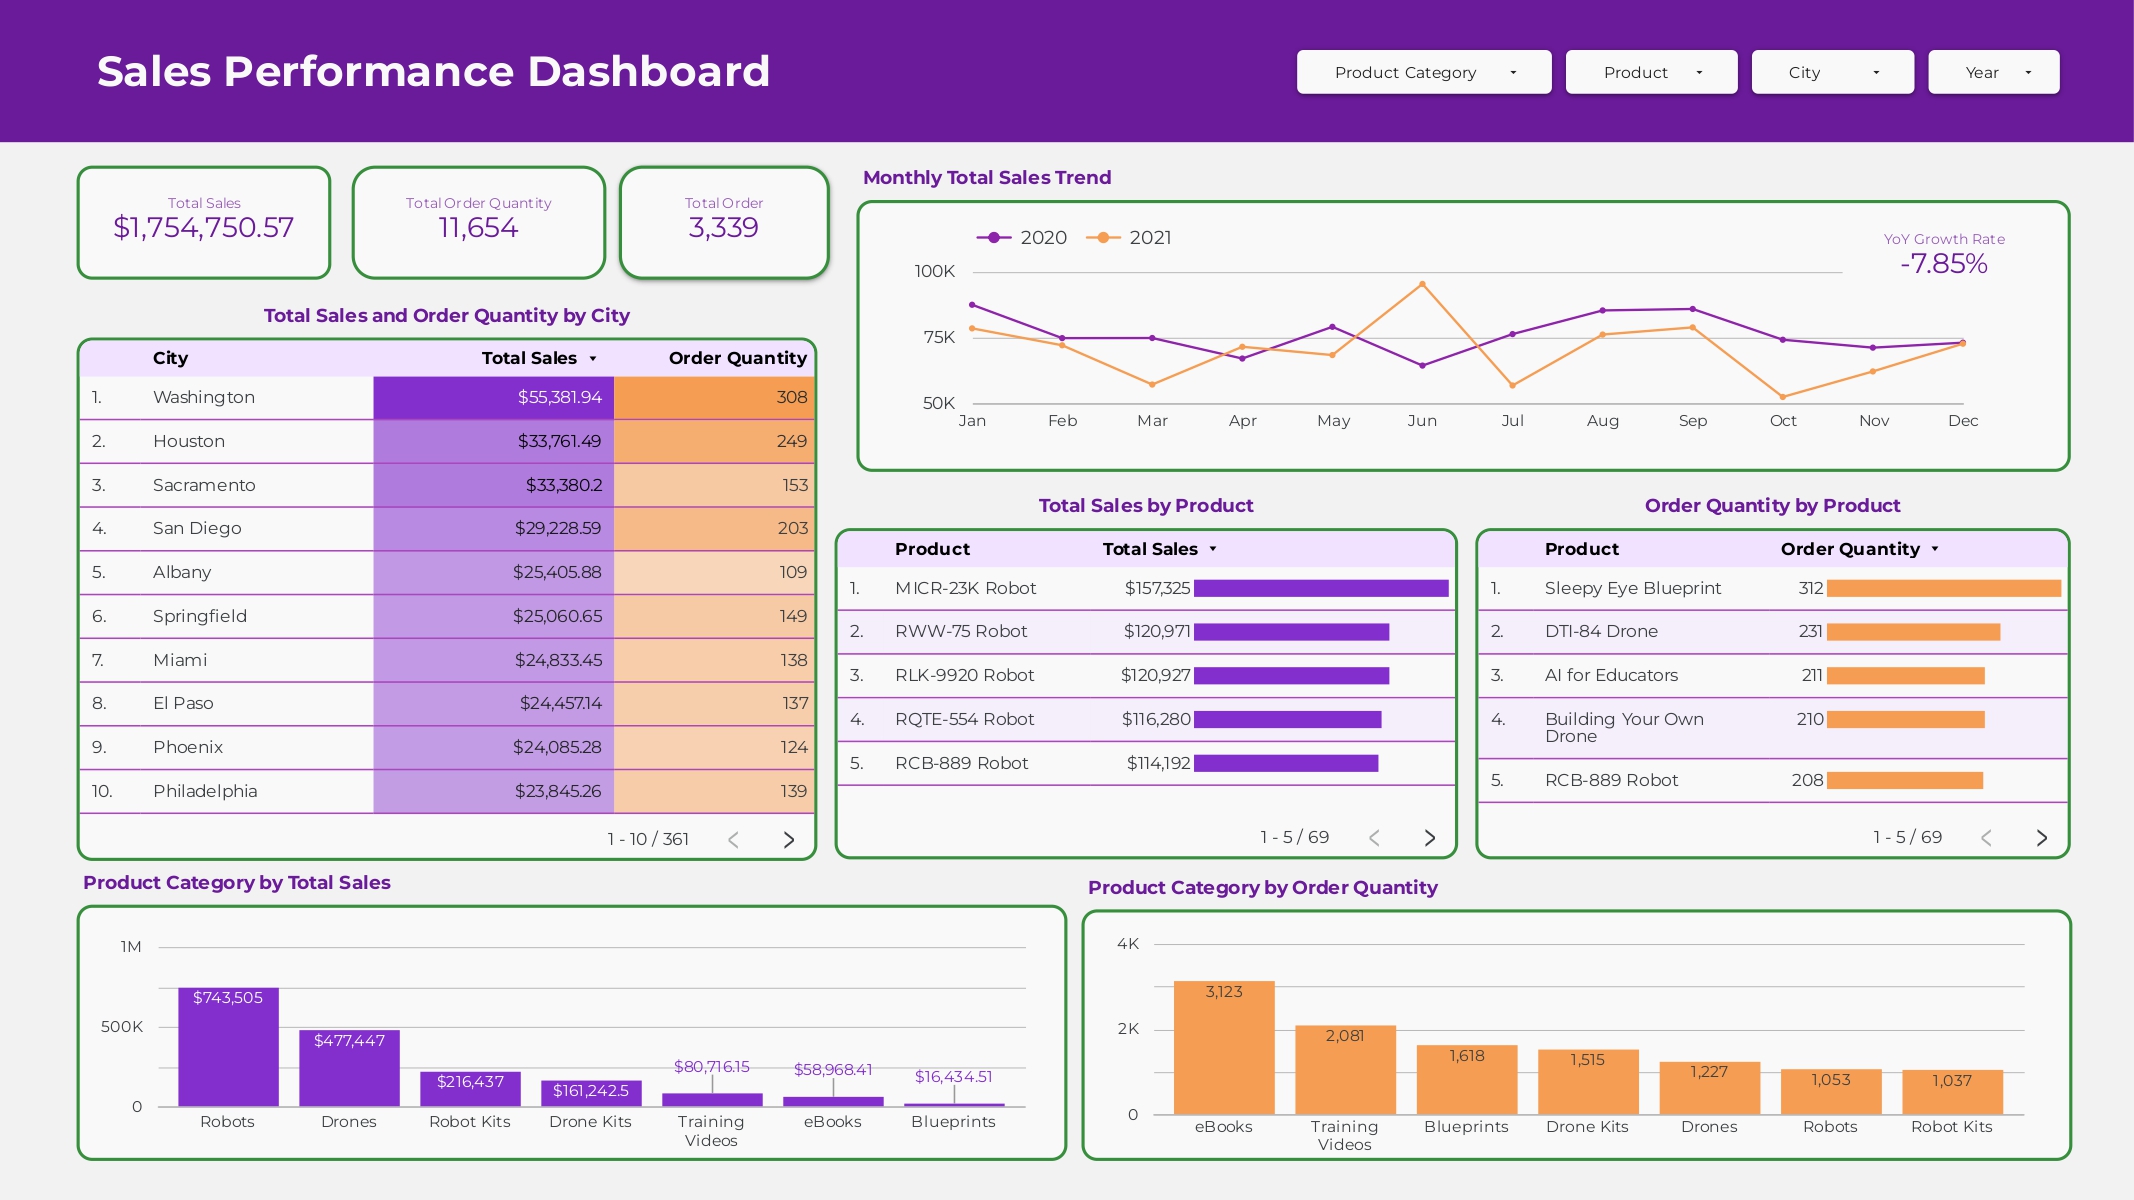 Sales Performance Dashboard
Product Category
Product
City
Year
Total Sales
$1,754,750.57
Total Order Quantity
11,654
Total Order
3,339
Total Sales and Order Quantity by City
City Total Sales Order Quantity
1. Washington $55,381.94 308
2. Houston $33,761.49 249
3. Sacramento $33,380.2 153
4. San Diego $29,228.59 203
5. Albany $25,405.88 109
6. Springfield $25,060.65 149
7. Miami $24,833.45 138
8. El Paso $24,457.14 137
9. Phoenix $24,085.28 124
10. Philadelphia $23,845.26 139
1 - 10 / 361
Monthly Total Sales Trend
2020 2021
YoY Growth Rate
-7.85%
100K
75K
50K
Jan Feb Mar Apr May Jun Jul Aug Sep Oct Nov Dec
Total Sales by Product
Product Total Sales
1. MICR-23K Robot $157,325
2. RWW-75 Robot $120,971
3. RLK-9920 Robot $120,927
4. RQTE-554 Robot $116,280
5. RCB-889 Robot $114,192
1 - 5 / 69
Order Quantity by Product
Product Order Quantity
1. Sleepy Eye Blueprint 312
2. DTI-84 Drone 231
3. AI for Educators 211
4. Building Your Own 210
Drone
5. RCB-889 Robot 208
1 - 5 / 69
Product Category by Total Sales
1M
500K
0
$743,505
$477,447
$216,437
$161,242.5
$80,716.15
$58,968.41
$16,434.51
Robots Drones Robot Kits Drone Kits Training eBooks Blueprints
Videos
Product Category by Order Quantity
4K
2K
0
3,123
2,081
1,618
1,515
1,227
1,053
1,037
eBooks Training Blueprints Drone Kits Drones Robots Robot Kits
Videos